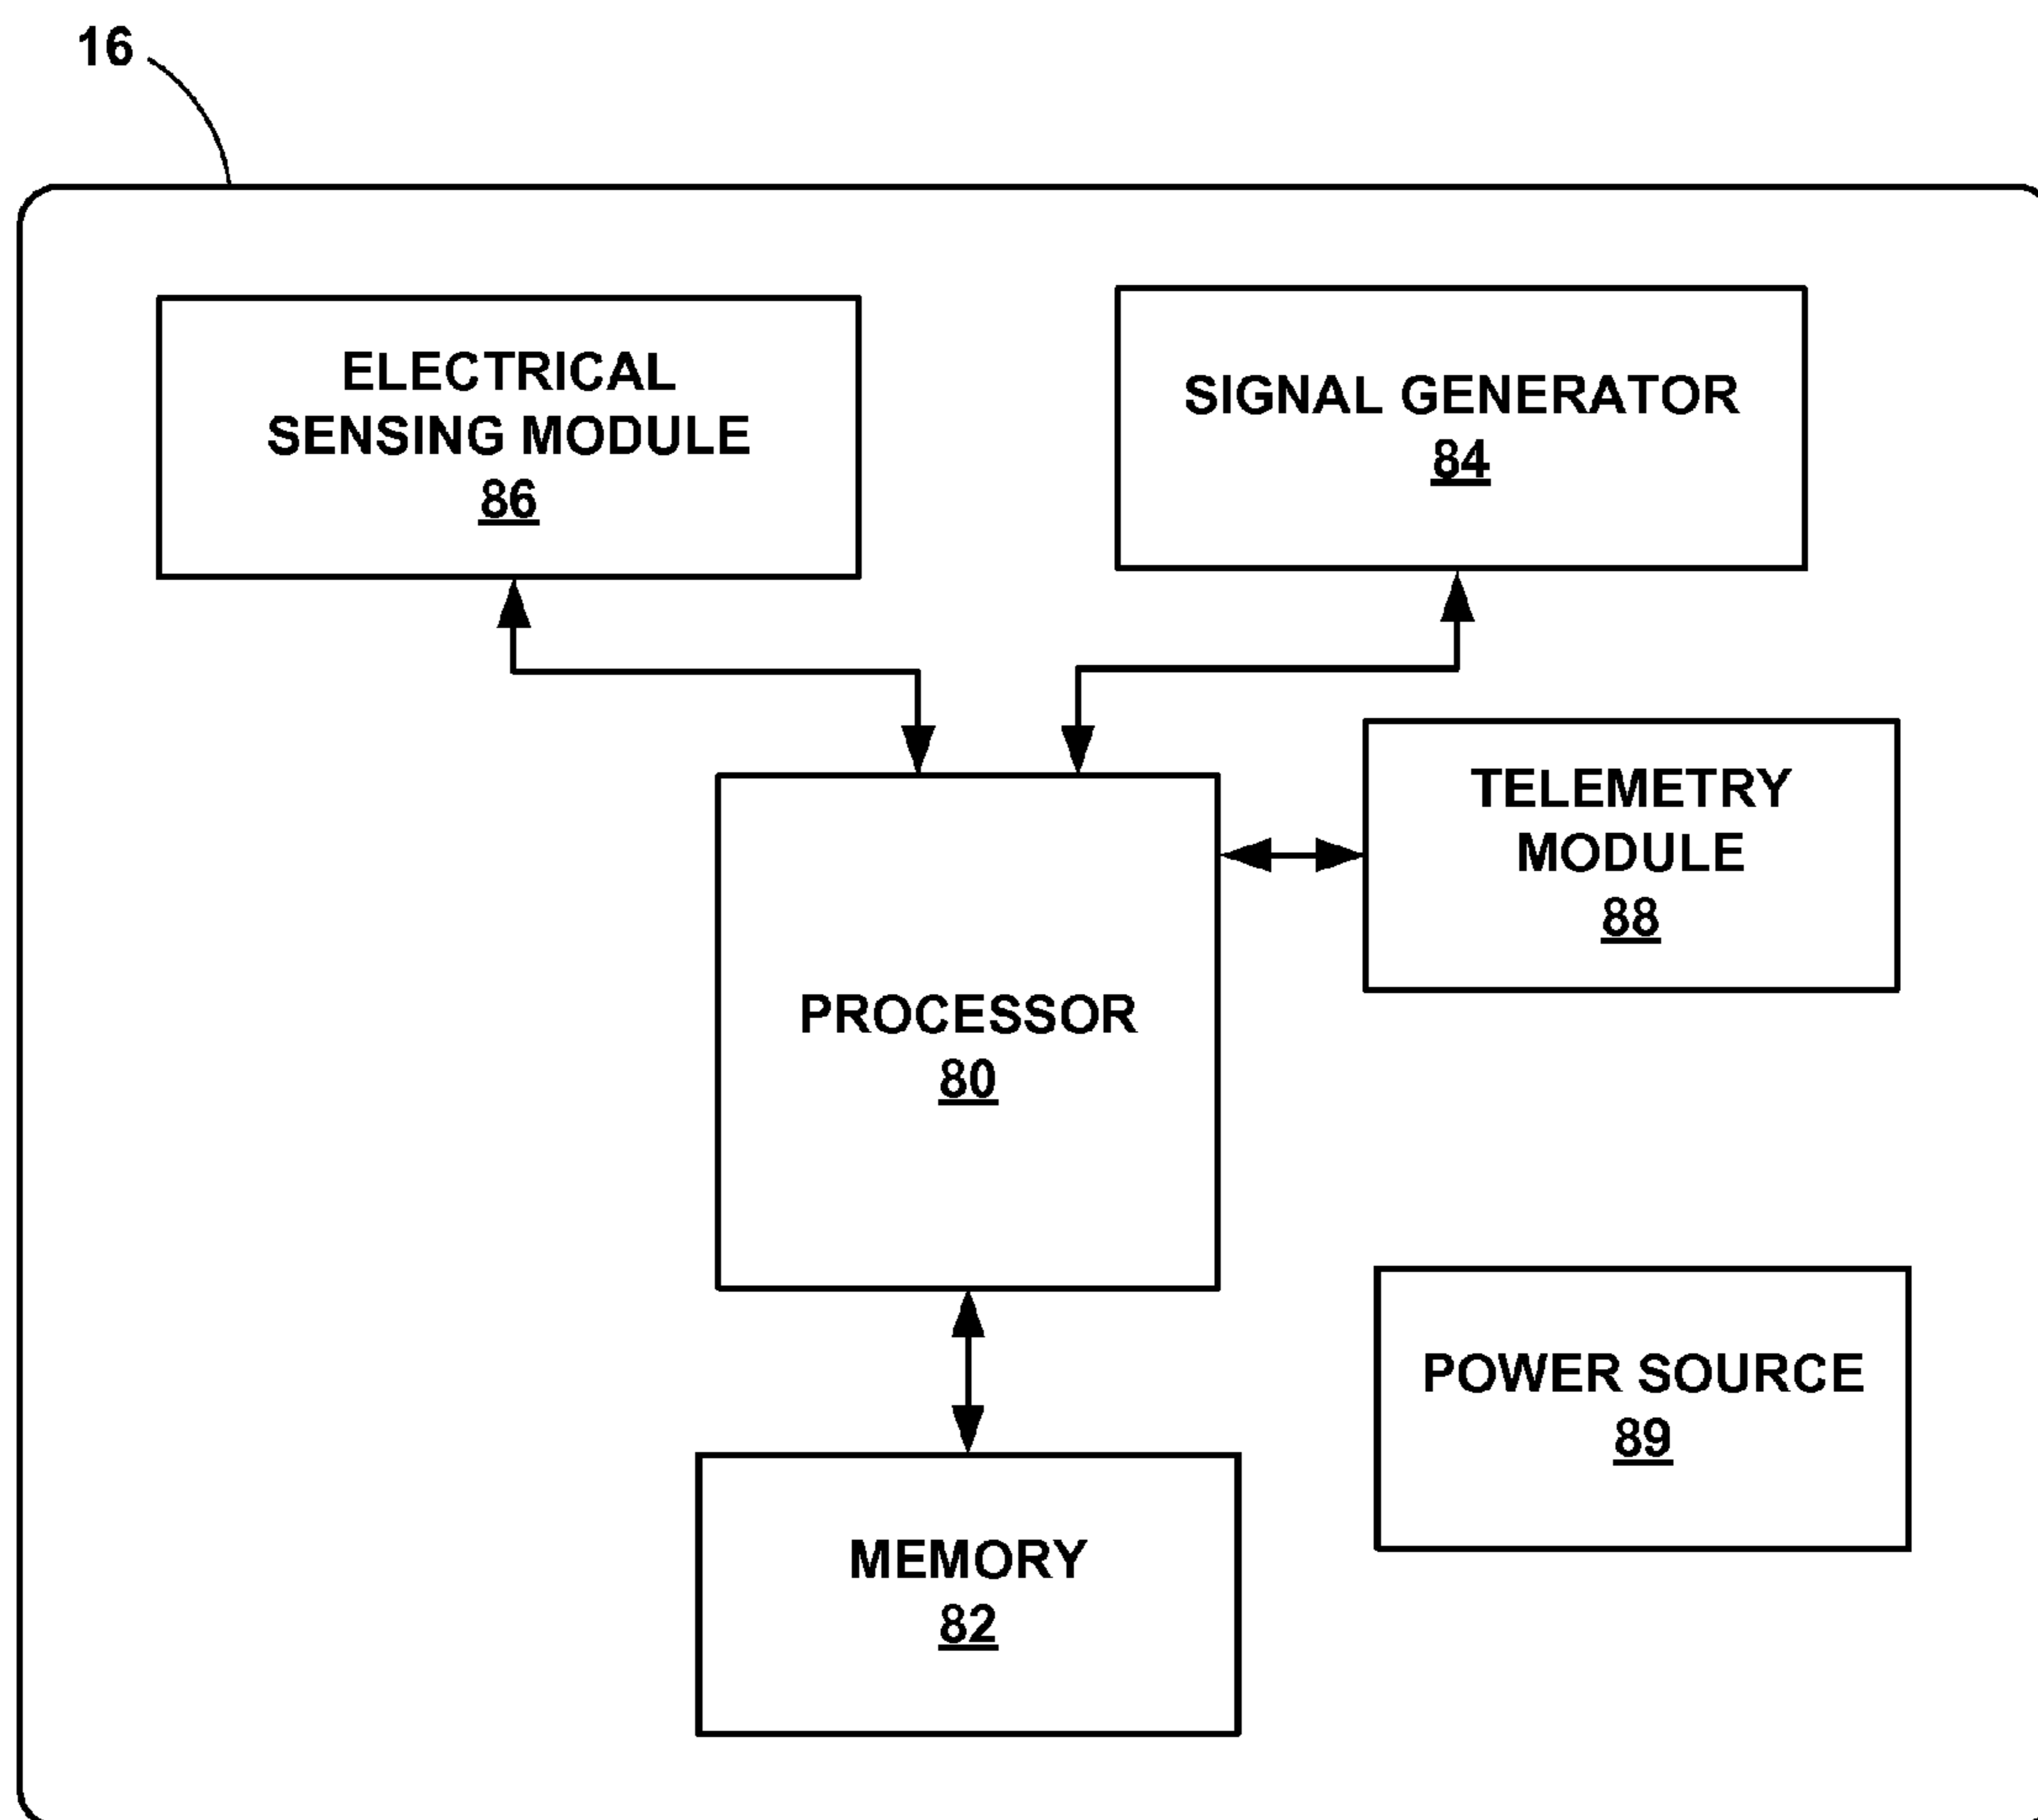 16
ELECTRICAL
SENSING MODULE
86
SIGNAL GENERATOR
84
TELEMETRY
MODULE
88
PROCESSOR
80
POWER SOURCE
89
MEMORY
82